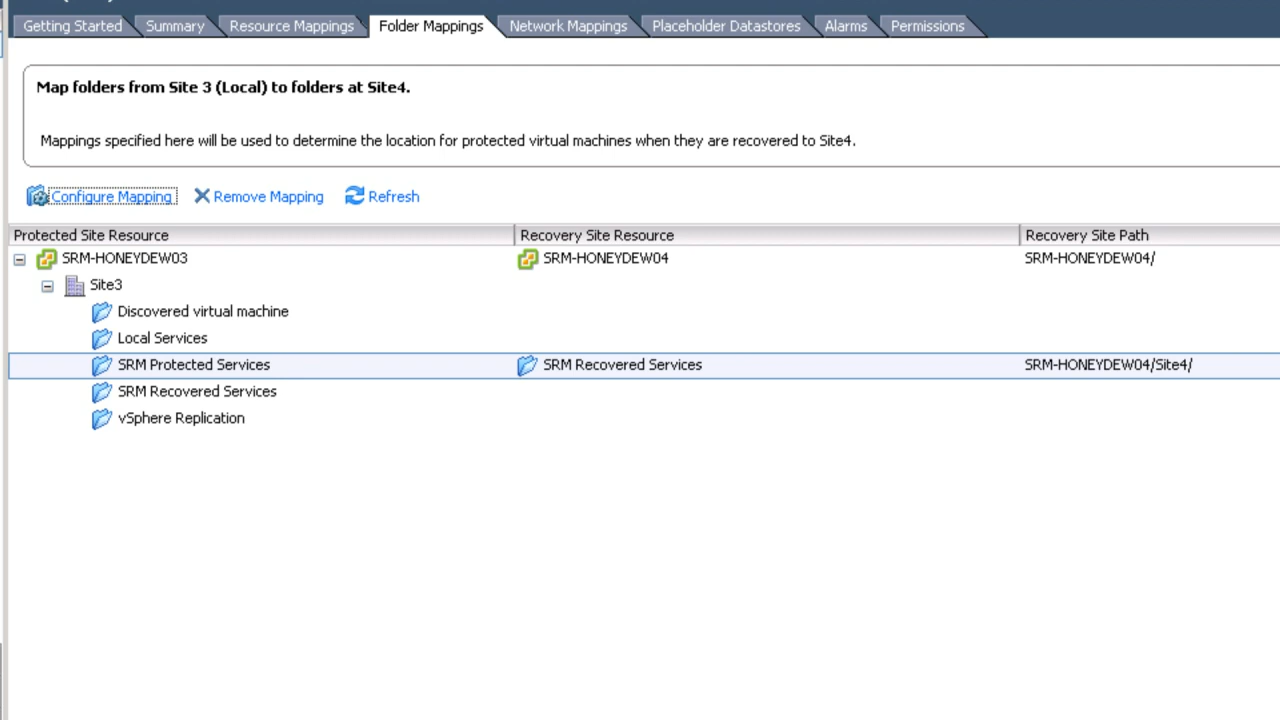 Getting Started Summary Resource Mappings Folder Mappings Network Mappings Placeholder Datastores Alarms Permissions
Map folders from Site 3 (Local) to folders at Site4.
Mappings specified here will be used to determine the location for protected virtual machines when they are recovered to Site4.
Configure Mapping Remove Mapping Refresh
Protected Site Resource Recovery Site Resource Recovery Site Path
SRM-HONEYDEW03 SRM-HONEYDEW04 SRM-HONEYDEW04/
Site3
Discovered virtual machine
Local Services
SRM Protected Services SRM Recovered Services SRM-HONEYDEW04/Site4/
SRM Recovered Services
vSphere Replication